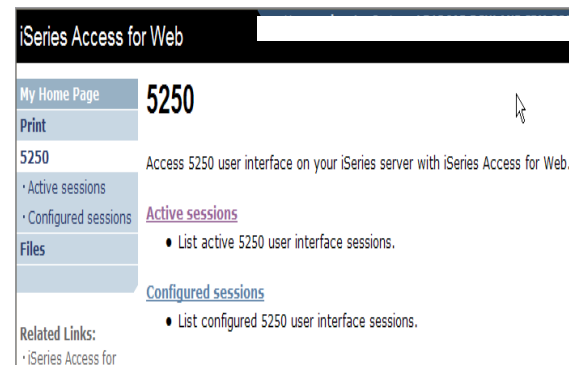 iSeries Access for Web
My Home Page
Print
5250
· Active sessions
· Configured sessions
Files
Related Links:
· iSeries Access for
5250
Access 5250 user interface on your iSeries server with iSeries Access for Web.
Active sessions
• List active 5250 user interface sessions.
Configured sessions
• List configured 5250 user interface sessions.